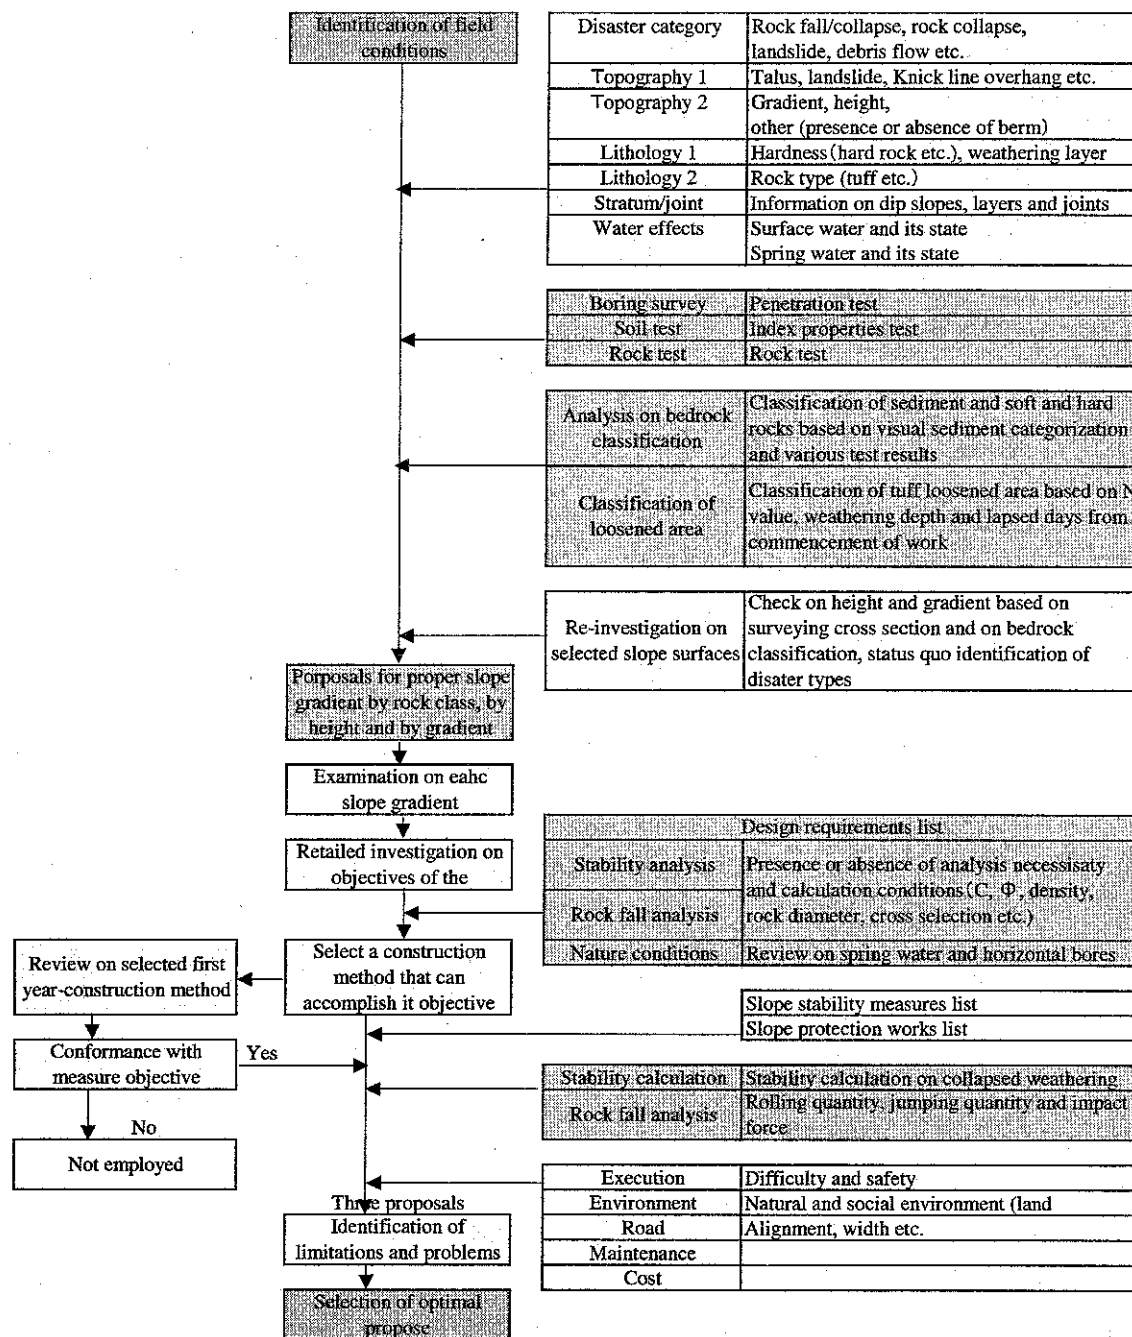 Identification of field
conditions
Disaster category
Rock fall/collapse, rock collapse,
landslide, debris flow etc.
Topography 1
Talus, landslide, Knick line overhang etc.
Topography 2
Gradient, height,
other (presence or absence of berm)
Lithology 1
Hardness(hard rock etc.), weathering layer
Lithology 2
Rock type (tuff etc.)
Stratum/joint
Information on dip slopes, layers and joints
Water effects
Surface water and its state
Spring water and its state
Boring survey
Penetration test
Soil test
Index properties test
Rock test
Rock test
Analysis on bedrock
classification
Classification of sediment and soft and hard
rocks based on visual sediment categorization
and various test results
Classification of
loosened area
Classification of tuff loosened area based on N
value, weathering depth and lapsed days from
commencement of work
Re-investigation on
selected slope surfaces
Check on height and gradient based on
surveying cross section and on bedrock
classification, status quo identification of
disater types
Porposals for proper slope
gradient by rock class, by
height and by gradient
Examination on eahc
slope gradient
Retailed investigation on
objectives of the
Design requirements list
Stability analysis
Rock fall analysis
Presence or absence of analysis necessisaty
and calculation conditions(C, Φ, density,
rock diameter, cross selection etc.)
Nature conditions
Review on spring water and horizontal bores
Select a construction
method that can
accomplish it objective
Review on selected first
year-construction method
Slope stability measures list
Slope protection works list
Conformance with
measure objective
Yes
No
Not employed
Stability calculation
Stability calculation on collapsed weathering
Rock fall analysis
Rolling quantity, jumping quantity and impact
force
Execution
Difficulty and safety
Environment
Natural and social environment (land
Road
Alignment, width etc.
Maintenance
Cost
Three proposals
Identification of
limitations and problems
Selection of optimal
propose